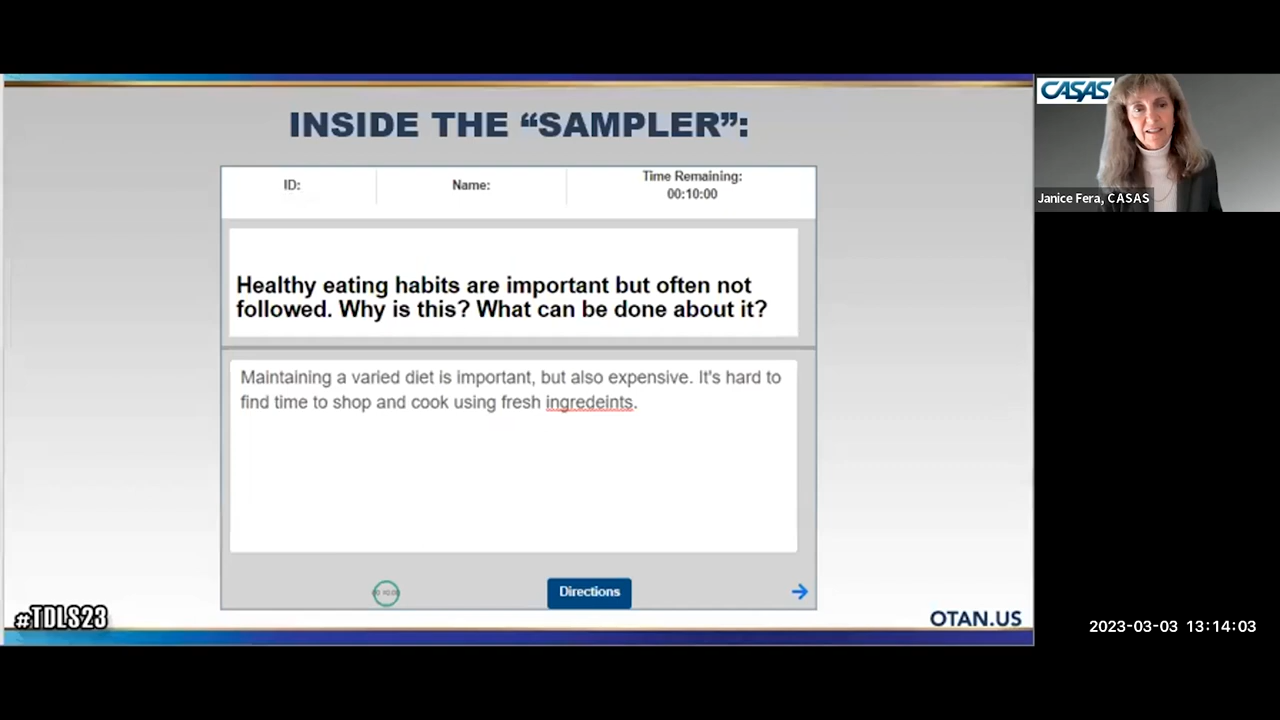 INSIDE THE “SAMPLER”:
ID:
Name:
Time Remaining:
00:10:00
Healthy eating habits are important but often not
followed. Why is this? What can be done about it?
Maintaining a varied diet is important, but also expensive. It's hard to
find time to shop and cook using fresh ingredeints.
Directions
#TDLS23
OTAN.US
CASAS
Janice Fera, CASAS
2023-03-03 13:14:03